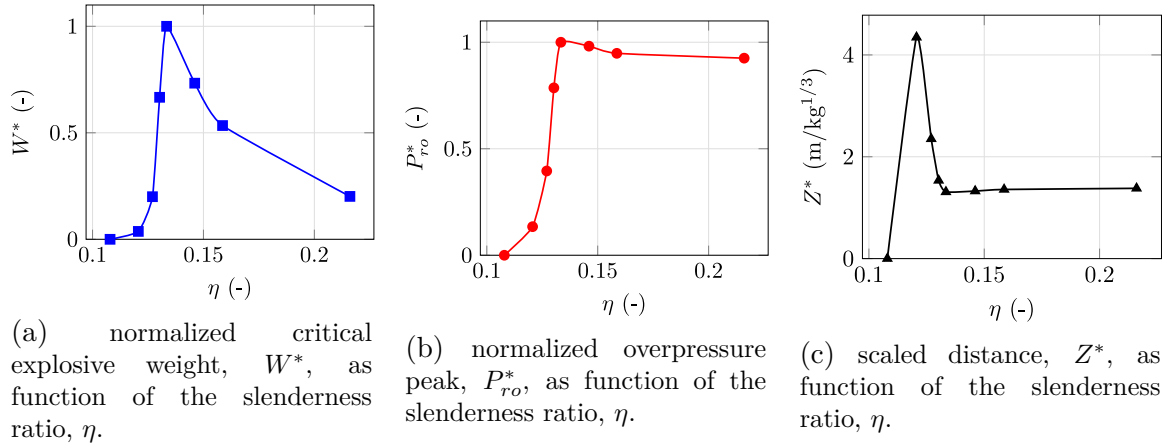 1
0.5
0
0.1
0.15
0.2
W* (-)
η (-)
(a) normalized critical
explosive weight, W*, as
function of the slenderness
ratio, η.
1
0.5
0
0.1
0.15
0.2
P*ro (-)
η (-)
(b) normalized overpressure
peak, P*ro, as function of the
slenderness ratio, η.
4
2
0
0.1
0.15
0.2
Z* (m/kg^1/3)
η (-)
(c) scaled distance, Z*, as
function of the slenderness
ratio, η.